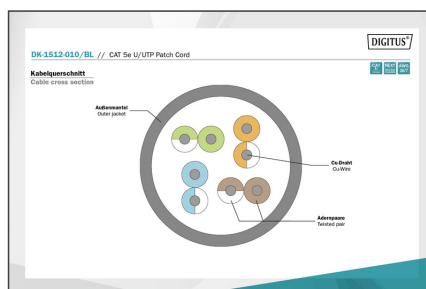 DIGITUS®
DK-1512-010/BL // CAT 5e U/UTP Patch Cord
Kabelquerschnitt
Cable cross section
Außenmantel
Outer jacket
Cu-Draht
Cu-Wire
Adernpaare
Twisted pair